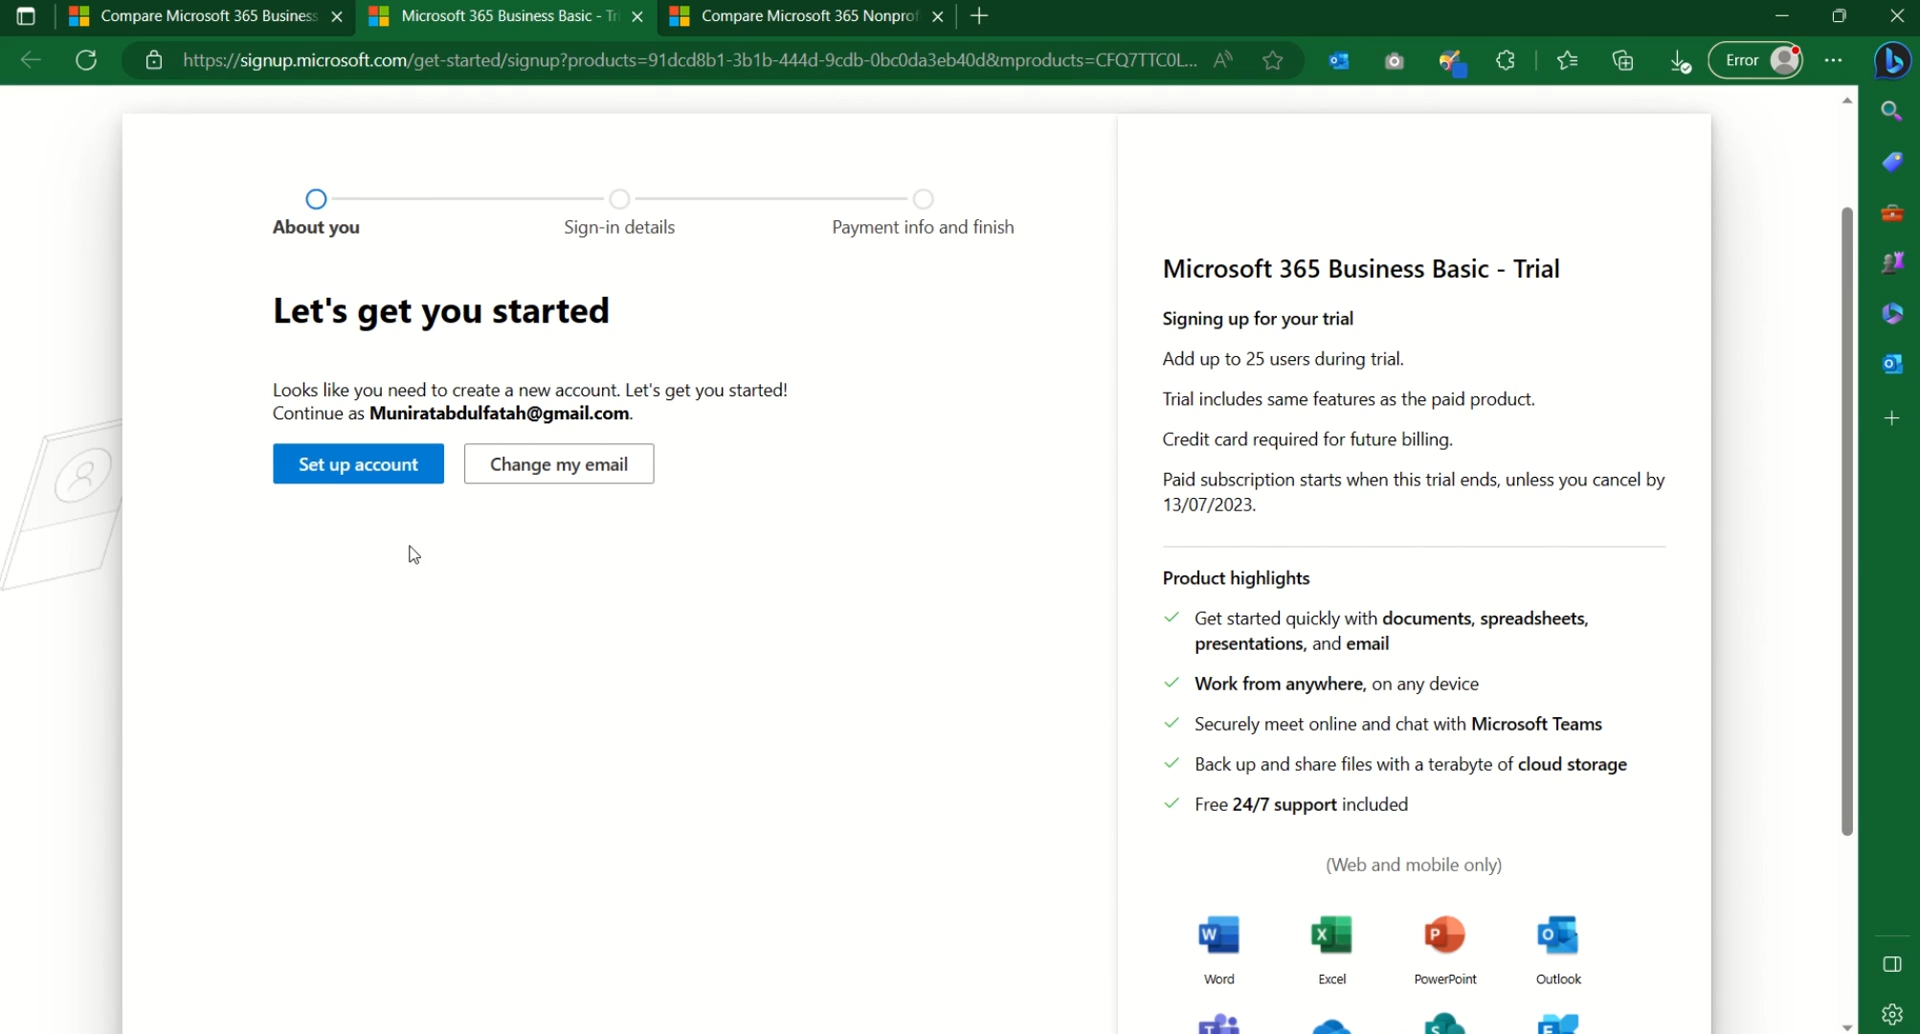 Compare Microsoft 365 Business
Microsoft 365 Business Basic - Tri
Compare Microsoft 365 Nonprof
https://signup.microsoft.com/get-started/signup?products=91dcd8b1-3b1b-444d-9cdb-0bc0da3eb40d&mproducts=CFQ7TTC0L...
Error
About you
Sign-in details
Payment info and finish
Let's get you started
Looks like you need to create a new account. Let's get you started!
Continue as Muniratabdulfatah@gmail.com.
Set up account
Change my email
Microsoft 365 Business Basic - Trial
Signing up for your trial
Add up to 25 users during trial.
Trial includes same features as the paid product.
Credit card required for future billing.
Paid subscription starts when this trial ends, unless you cancel by
13/07/2023.
Product highlights
Get started quickly with documents, spreadsheets,
presentations, and email
Work from anywhere, on any device
Securely meet online and chat with Microsoft Teams
Back up and share files with a terabyte of cloud storage
Free 24/7 support included
(Web and mobile only)
Word
Excel
PowerPoint
Outlook